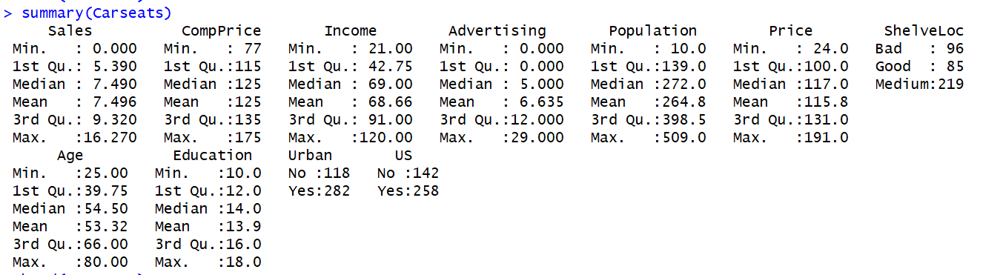 > summary(Carseats)
     Sales          CompPrice       Income        Advertising       Population        Price        ShelveLoc
 Min.   : 0.000   Min.   : 77   Min.   : 21.00   Min.   : 0.000   Min.   : 10.0   Min.   : 24.0   Bad   : 96
 1st Qu.: 5.390   1st Qu.:115   1st Qu.: 42.75   1st Qu.: 0.000   1st Qu.:139.0   1st Qu.:100.0   Good  : 85
 Median : 7.490   Median :125   Median : 69.00   Median : 5.000   Median :272.0   Median :117.0   Medium:219
 Mean   : 7.496   Mean   :125   Mean   : 68.66   Mean   : 6.635   Mean   :264.8   Mean   :115.8
 3rd Qu.: 9.320   3rd Qu.:135   3rd Qu.: 91.00   3rd Qu.:12.000   3rd Qu.:398.5   3rd Qu.:131.0
 Max.   :16.270   Max.   :175   Max.   :120.00   Max.   :29.000   Max.   :509.0   Max.   :191.0
      Age          Education    Urban       US
 Min.   :25.00   Min.   :10.0   No :118   No :142
 1st Qu.:39.75   1st Qu.:12.0   Yes:282   Yes:258
 Median :54.50   Median :14.0
 Mean   :53.32   Mean   :13.9
 3rd Qu.:66.00   3rd Qu.:16.0
 Max.   :80.00   Max.   :18.0